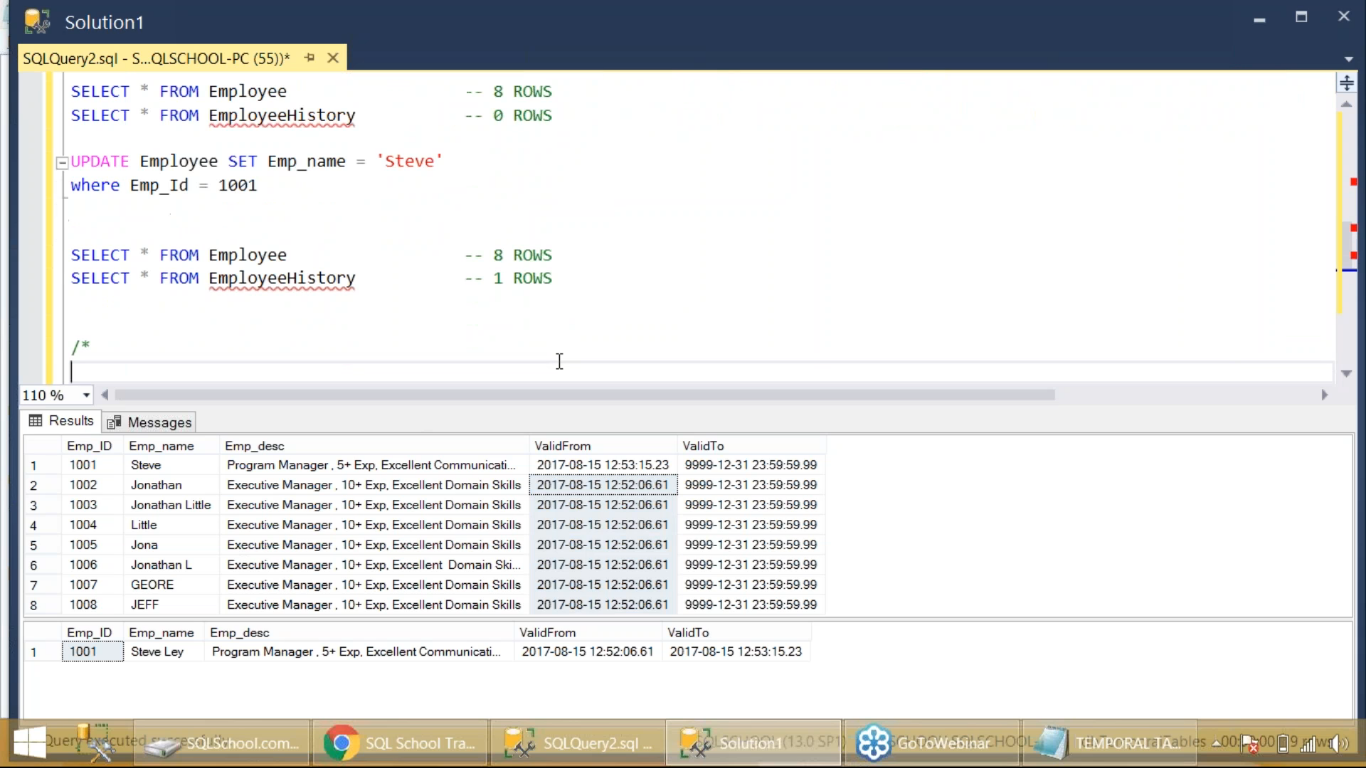 Solution1
SQLQuery2.sql - S...QLSCHOOL-PC (55))*
SELECT * FROM Employee -- 8 ROWS
SELECT * FROM EmployeeHistory -- 0 ROWS
UPDATE Employee SET Emp_name = 'Steve'
where Emp_Id = 1001
SELECT * FROM Employee -- 8 ROWS
SELECT * FROM EmployeeHistory -- 1 ROWS
/*
110 %
Results Messages
Emp_ID Emp_name Emp_desc ValidFrom ValidTo
1 1001 Steve Program Manager , 5+ Exp, Excellent Communicati... 2017-08-15 12:53:15.23 9999-12-31 23:59:59.99
2 1002 Jonathan Executive Manager , 10+ Exp, Excellent Domain Skills 2017-08-15 12:52:06.61 9999-12-31 23:59:59.99
3 1003 Jonathan Little Executive Manager , 10+ Exp, Excellent Domain Skills 2017-08-15 12:52:06.61 9999-12-31 23:59:59.99
4 1004 Little Executive Manager , 10+ Exp, Excellent Domain Skills 2017-08-15 12:52:06.61 9999-12-31 23:59:59.99
5 1005 Jona Executive Manager , 10+ Exp, Excellent Domain Skills 2017-08-15 12:52:06.61 9999-12-31 23:59:59.99
6 1006 Jonathan L Executive Manager , 10+ Exp, Excellent Domain Ski... 2017-08-15 12:52:06.61 9999-12-31 23:59:59.99
7 1007 GEORE Executive Manager , 10+ Exp, Excellent Domain Skills 2017-08-15 12:52:06.61 9999-12-31 23:59:59.99
8 1008 JEFF Executive Manager , 10+ Exp, Excellent Domain Skills 2017-08-15 12:52:06.61 9999-12-31 23:59:59.99
Emp_ID Emp_name Emp_desc ValidFrom ValidTo
1 1001 Steve Ley Program Manager , 5+ Exp, Excellent Communicati... 2017-08-15 12:52:06.61 2017-08-15 12:53:15.23
Query executed SQLSchool.com... SQL School Tra... SQLQuery2.sql ... Solution1 (13.0 SP1) GoToWebinar TEMPORAL TA...